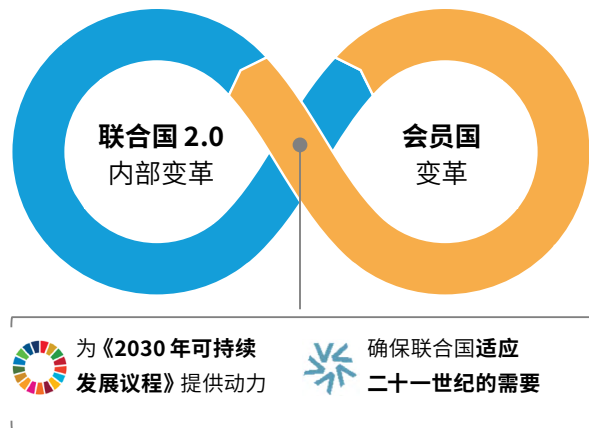 联合国 2.0
内部变革
会员国
变革
为《2030 年可持续
发展议程》提供动力
确保联合国适应
二十一世纪的需要